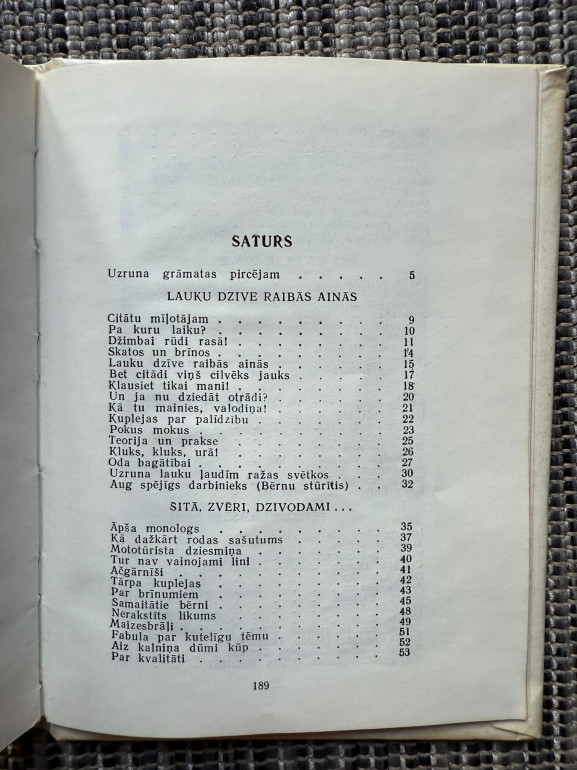 SATURS
Uzruna grāmatas pircējam . . . . . 5
LAUKU DZĪVE RAIBĀS AINĀS
Citātu mīļotājam . . . . . . . . 9
Pa kuru laiku? . . . . . . . . 10
Džimbai rūdi rasā! . . . . . . . 11
Skatos un brīnos . . . . . . . . 14
Lauku dzīve raibās ainās . . . . . 15
Bet citādi viņš cilvēks jauks . . . . 17
Klausiet tikai mani! . . . . . . . 18
Un ja nu dziedāt otrādi? . . . . . 20
Kā tu mainies, valodiņa! . . . . . 21
Kuplejas par palīdzību . . . . . . 22
Pokus mokus . . . . . . . . . 23
Teorija un prakse . . . . . . . 25
Kluks, kluks, urā! . . . . . . . 26
Oda bagātībai . . . . . . . . . 27
Uzruna lauku ļaudīm ražas svētkos . . . 30
Aug spējīgs darbinieks (Bērnu stūrītis) . . 32
SITĀ, ZVĒRI, DZĪVODAMI . . .
Āpša monologs . . . . . . . . 35
Kā dažkārt rodas sašutums . . . . . 37
Mototūrista dziesmiņa . . . . . . 39
Tur nav vainojami lini . . . . . . 40
Ačgārnīši . . . . . . . . . . 41
Tārpa kuplejas . . . . . . . . 42
Par brīnumiem . . . . . . . . 43
Samaitātie bērni . . . . . . . . 45
Nerakstīts likums . . . . . . . . 48
Maizesbrāļi . . . . . . . . . . 49
Fabula par kutelīgu tēmu . . . . . 51
Aiz kalniņa dūmi kūp . . . . . . 52
Par kvalitāti . . . . . . . . . 53
189